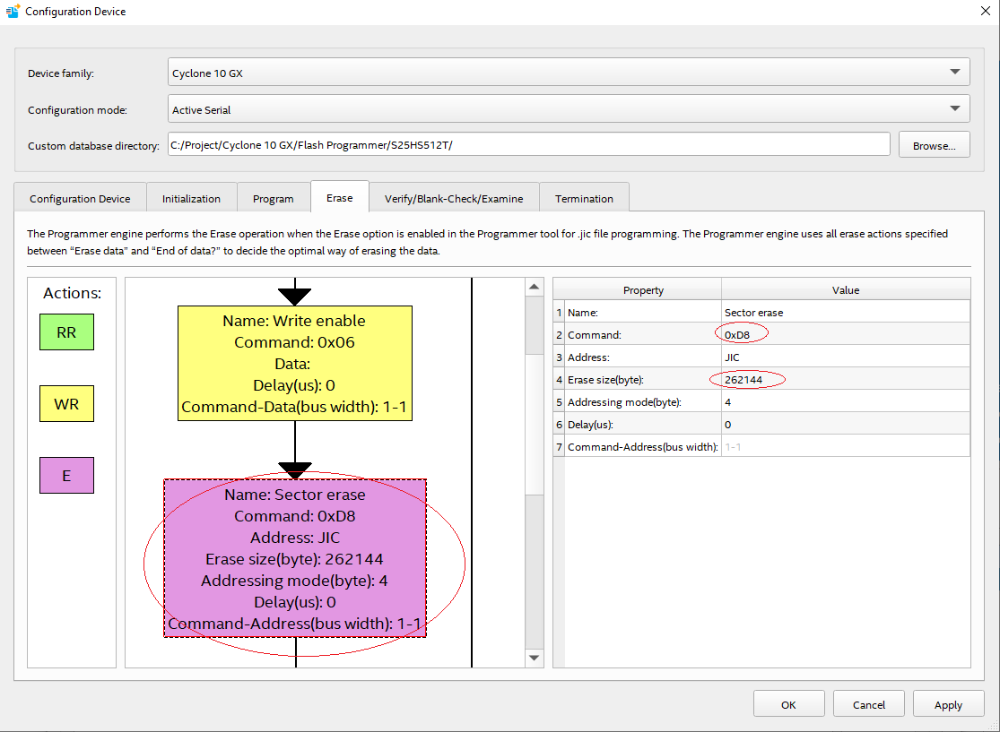 Configuration Device
Device family:
Cyclone 10 GX
Configuration mode:
Active Serial
Custom database directory:
C:/Project/Cyclone 10 GX/Flash Programmer/S25HS512T/
Browse...
Configuration Device
Initialization
Program
Erase
Verify/Blank-Check/Examine
Termination
The Programmer engine performs the Erase operation when the Erase option is enabled in the Programmer tool for .jic file programming. The Programmer engine uses all erase actions specified
between “Erase data” and “End of data?” to decide the optimal way of erasing the data.
Actions:
RR
WR
E
Name: Write enable
Command: 0x06
Data:
Delay(us): 0
Command-Data(bus width): 1-1
Name: Sector erase
Command: 0xD8
Address: JIC
Erase size(byte): 262144
Addressing mode(byte): 4
Delay(us): 0
Command-Address(bus width): 1-1
Property Value
1 Name: Sector erase
2 Command: 0xD8
3 Address: JIC
4 Erase size(byte): 262144
5 Addressing mode(byte): 4
6 Delay(us): 0
7 Command-Address(bus width): 1-1
OK
Cancel
Apply